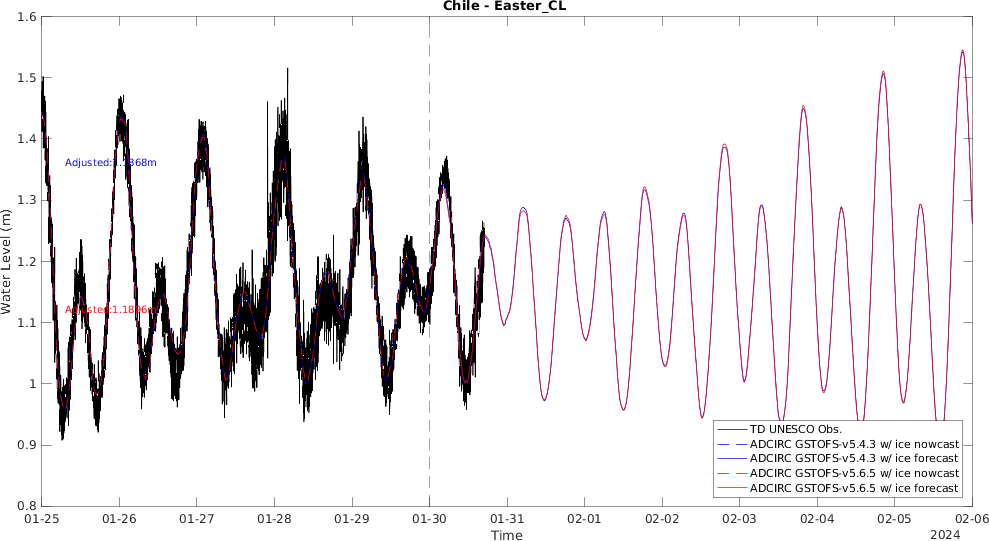 Chile - Easter_CL
1.6
1.5
1.4
1.3
1.2
1.1
1
0.9
0.8
Water Level (m)
Adjusted:
Adjusted:
TD UNESCO Obs.
ADCIRC GSTOFS-v5.4.3 w/ ice nowcast
ADCIRC GSTOFS-v5.4.3 w/ ice forecast
ADCIRC GSTOFS-v5.6.5 w/ ice nowcast
ADCIRC GSTOFS-v5.6.5 w/ ice forecast
01-25 01-26 01-27 01-28 01-29 01-30 01-31 02-01 02-02 02-03 02-04 02-05 02-06
Time
2024